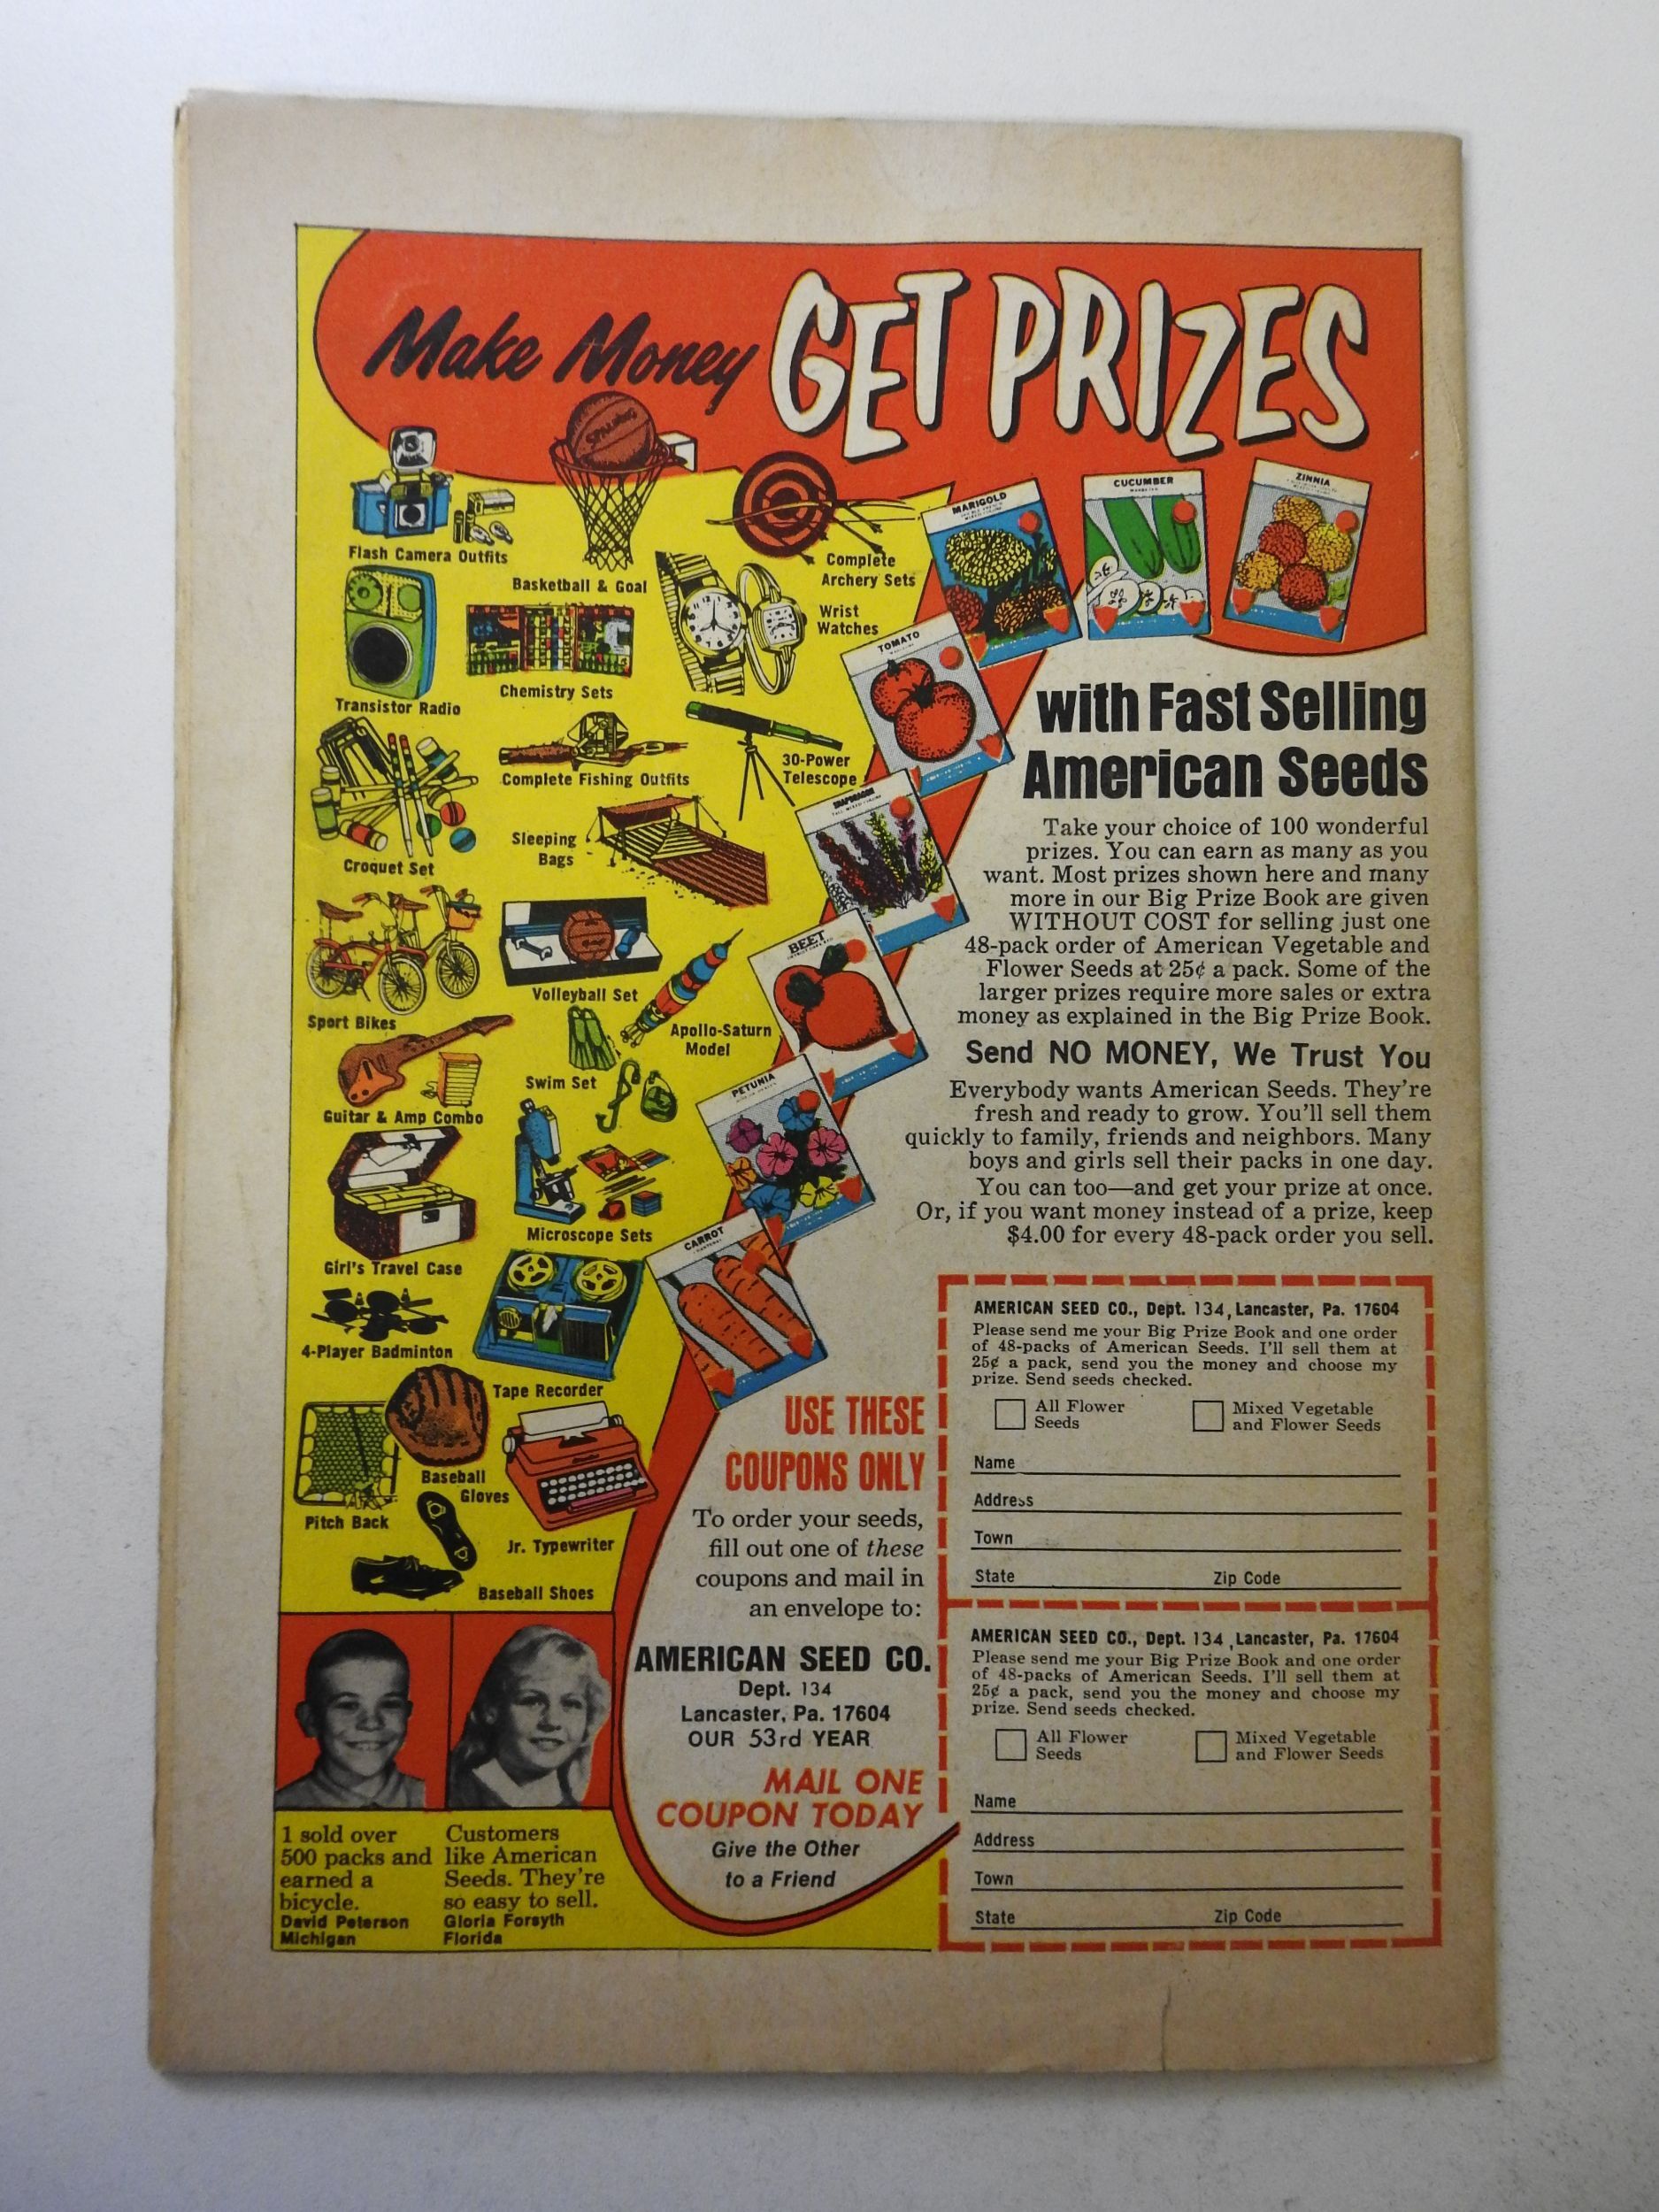 Make Money GET PRIZES
Spalding
Flash Camera Outfits
Basketball & Goal
Complete
Archery Sets
Wrist
Watches
Transistor Radio
Chemistry Sets
Complete Fishing Outfits
30-Power
Telescope
Croquet Set
Sleeping
Bags
Sport Bikes
Volleyball Set
Apollo-Saturn
Model
Guitar & Amp Combo
Swim Set
Girl's Travel Case
Microscope Sets
4-Player Badminton
Tape Recorder
Pitch Back
Baseball
Gloves
Jr. Typewriter
Baseball Shoes
MARIGOLD
CUCUMBER
ZINNIA
TOMATO
SNAPDRAGON
BEET
PETUNIA
CARROT
with Fast Selling
American Seeds
Take your choice of 100 wonderful
prizes. You can earn as many as you
want. Most prizes shown here and many
more in our Big Prize Book are given
WITHOUT COST for selling just one
48-pack order of American Vegetable and
Flower Seeds at 25¢ a pack. Some of the
larger prizes require more sales or extra
money as explained in the Big Prize Book.
Send NO MONEY, We Trust You
Everybody wants American Seeds. They're
fresh and ready to grow. You'll sell them
quickly to family, friends and neighbors. Many
boys and girls sell their packs in one day.
You can too—and get your prize at once.
Or, if you want money instead of a prize, keep
$4.00 for every 48-pack order you sell.
USE THESE
COUPONS ONLY
To order your seeds,
fill out one of these
coupons and mail in
an envelope to:
AMERICAN SEED CO.
Dept. 134
Lancaster, Pa. 17604
OUR 53rd YEAR
MAIL ONE
COUPON TODAY
Give the Other
to a Friend
AMERICAN SEED CO., Dept. 134, Lancaster, Pa. 17604
Please send me your Big Prize Book and one order
of 48-packs of American Seeds. I'll sell them at
25¢ a pack, send you the money and choose my
prize. Send seeds checked.
All Flower
Seeds
Mixed Vegetable
and Flower Seeds
Name
Address
Town
State Zip Code
AMERICAN SEED CO., Dept. 134, Lancaster, Pa. 17604
Please send me your Big Prize Book and one order
of 48-packs of American Seeds. I'll sell them at
25¢ a pack, send you the money and choose my
prize. Send seeds checked.
All Flower
Seeds
Mixed Vegetable
and Flower Seeds
Name
Address
Town
State Zip Code
I sold over
500 packs and
earned a
bicycle.
David Peterson
Michigan
Customers
like American
Seeds. They're
so easy to sell.
Gloria Forsyth
Florida